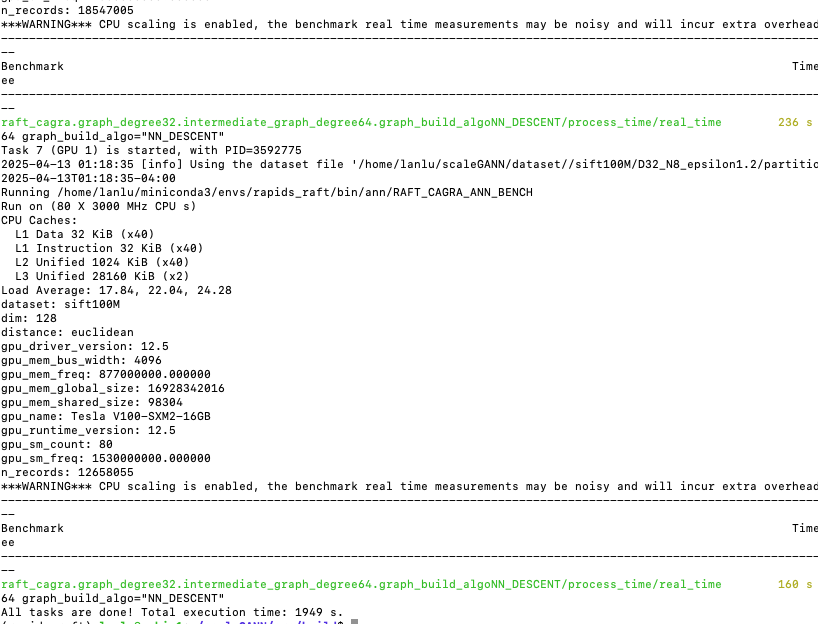 n_records: 18547005
***WARNING*** CPU scaling is enabled, the benchmark real time measurements may be noisy and will incur extra overhead
Benchmark Time
ee
raft_cagra.graph_degree32.intermediate_graph_degree64.graph_build_algoNN_DESCENT/process_time/real_time 236 s
64 graph_build_algo="NN_DESCENT"
Task 7 (GPU 1) is started, with PID=3592775
2025-04-13 01:18:35 [info] Using the dataset file '/home/lanlu/scaleGANN/dataset//sift100M/D32_N8_epsilon1.2/partitio
2025-04-13T01:18:35-04:00
Running /home/lanlu/miniconda3/envs/rapids_raft/bin/ann/RAFT_CAGRA_ANN_BENCH
Run on (80 X 3000 MHz CPU s)
CPU Caches:
L1 Data 32 KiB (x40)
L1 Instruction 32 KiB (x40)
L2 Unified 1024 KiB (x40)
L3 Unified 28160 KiB (x2)
Load Average: 17.84, 22.04, 24.28
dataset: sift100M
dim: 128
distance: euclidean
gpu_driver_version: 12.5
gpu_mem_bus_width: 4096
gpu_mem_freq: 877000000.000000
gpu_mem_global_size: 16928342016
gpu_mem_shared_size: 98304
gpu_name: Tesla V100-SXM2-16GB
gpu_runtime_version: 12.5
gpu_sm_count: 80
gpu_sm_freq: 1530000000.000000
n_records: 12658055
***WARNING*** CPU scaling is enabled, the benchmark real time measurements may be noisy and will incur extra overhead
Benchmark Time
ee
raft_cagra.graph_degree32.intermediate_graph_degree64.graph_build_algoNN_DESCENT/process_time/real_time 160 s
64 graph_build_algo="NN_DESCENT"
All tasks are done! Total execution time: 1949 s.